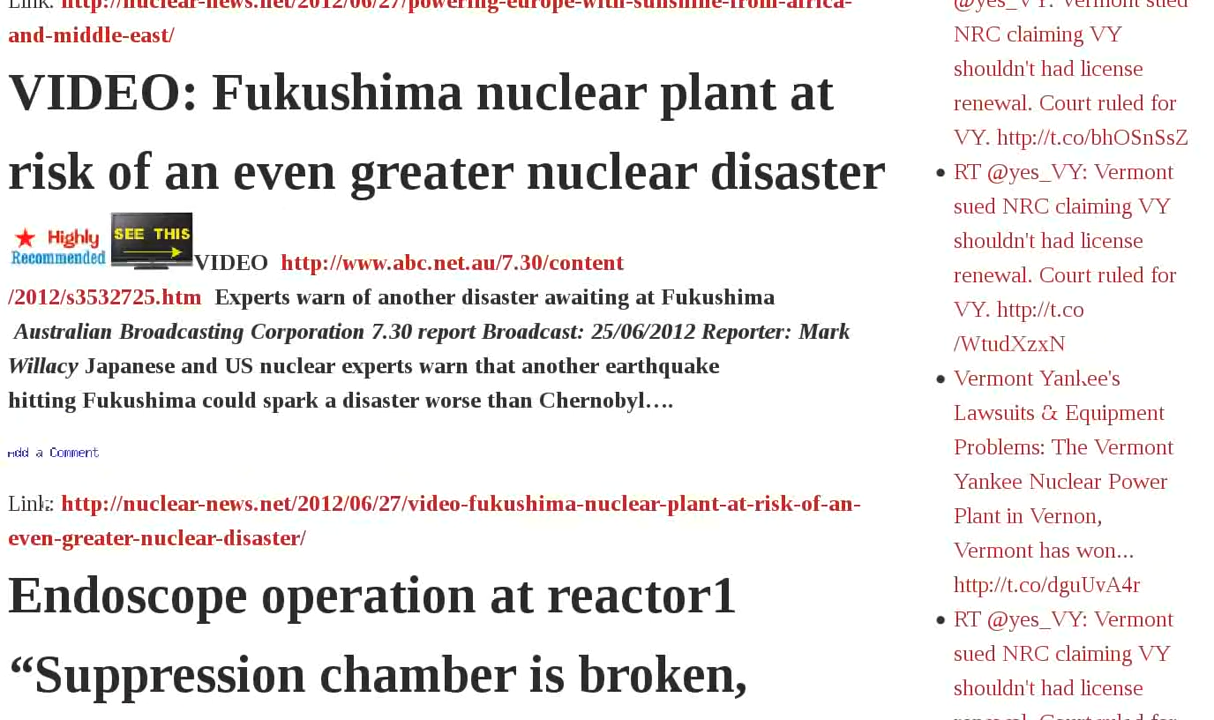 Link: http://nuclear-news.net/2012/06/27/powering-europe-with-sunshine-from-africa-
and-middle-east/
VIDEO: Fukushima nuclear plant at
risk of an even greater nuclear disaster
Highly
Recommended
SEE THIS
VIDEO http://www.abc.net.au/7.30/content
/2012/s3532725.htm Experts warn of another disaster awaiting at Fukushima
Australian Broadcasting Corporation 7.30 report Broadcast: 25/06/2012 Reporter: Mark
Willacy Japanese and US nuclear experts warn that another earthquake
hitting Fukushima could spark a disaster worse than Chernobyl….
Add a Comment
Link: http://nuclear-news.net/2012/06/27/video-fukushima-nuclear-plant-at-risk-of-an-
even-greater-nuclear-disaster/
Endoscope operation at reactor1
“Suppression chamber is broken,
@yes_VY: Vermont sued
NRC claiming VY
shouldn't had license
renewal. Court ruled for
VY. http://t.co/bhOSnSsZ
• RT @yes_VY: Vermont
sued NRC claiming VY
shouldn't had license
renewal. Court ruled for
VY. http://t.co
/WtudXzxN
• Vermont Yankee's
Lawsuits & Equipment
Problems: The Vermont
Yankee Nuclear Power
Plant in Vernon,
Vermont has won...
http://t.co/dguUvA4r
• RT @yes_VY: Vermont
sued NRC claiming VY
shouldn't had license
renewal. Court ruled for